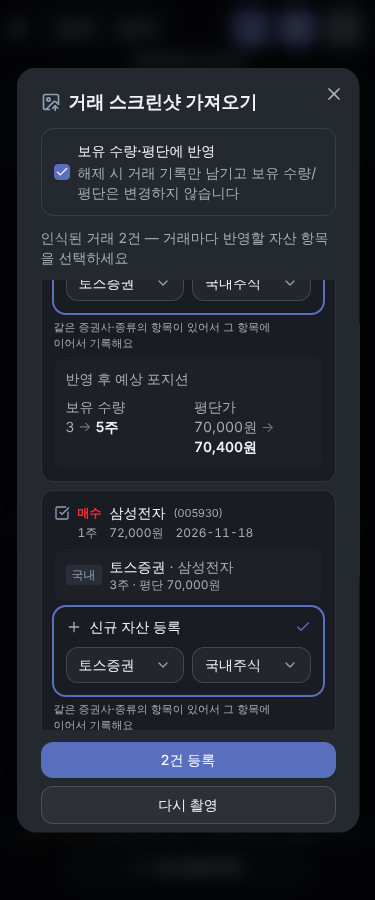 거래 스크린샷 가져오기
보유 수량·평단에 반영
해제 시 거래 기록만 남기고 보유 수량/
평단은 변경하지 않습니다
인식된 거래 2건 — 거래마다 반영할 자산 항목
을 선택하세요
토스증권 국내주식
같은 증권사·종류의 항목이 있어서 그 항목에
이어서 기록해요
반영 후 예상 포지션
보유 수량 평단가
3 → 5주 70,000원 →
70,400원
매수 삼성전자 (005930)
1주 72,000원 2026-11-18
국내 토스증권 · 삼성전자
3주 · 평단 70,000원
+ 신규 자산 등록
토스증권 국내주식
같은 증권사·종류의 항목이 있어서 그 항목에
이어서 기록해요
2건 등록
다시 촬영